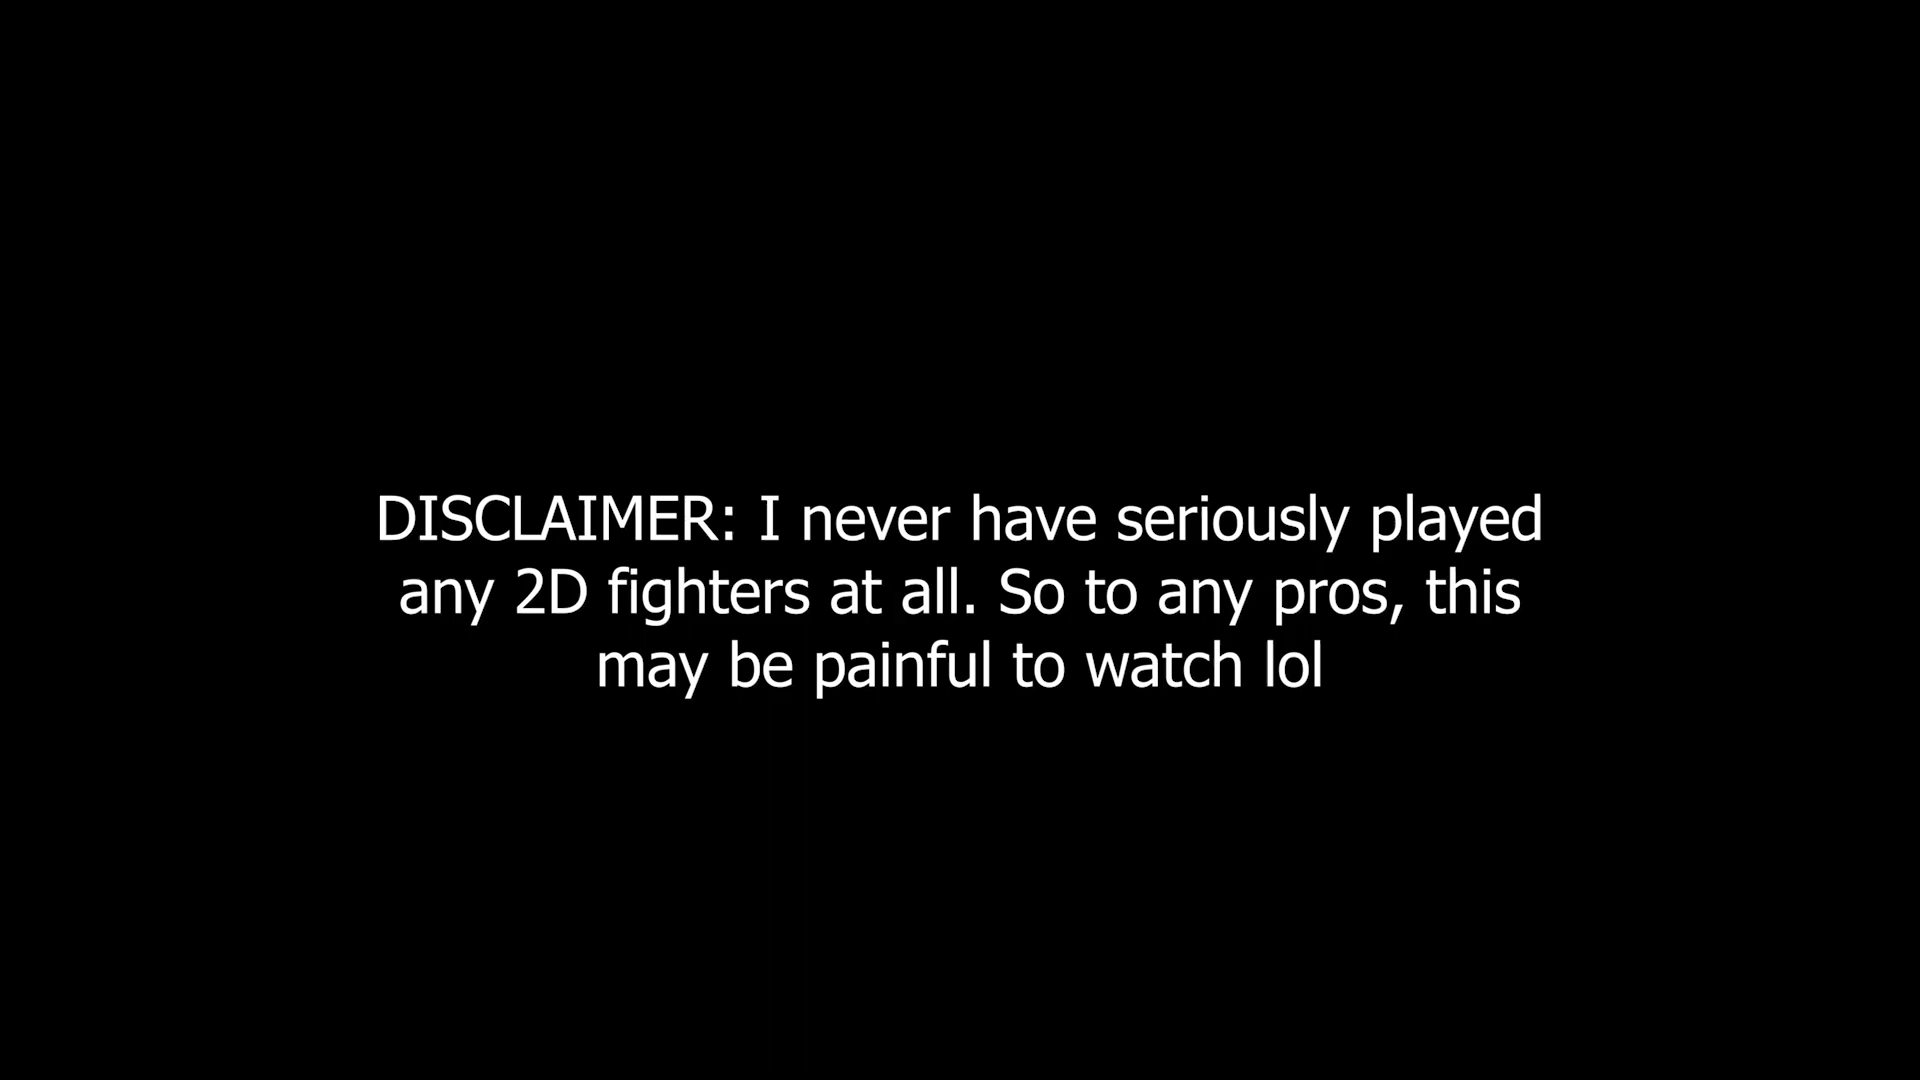 DISCLAIMER: I never have seriously played
any 2D fighters at all. So to any pros, this
may be painful to watch lol